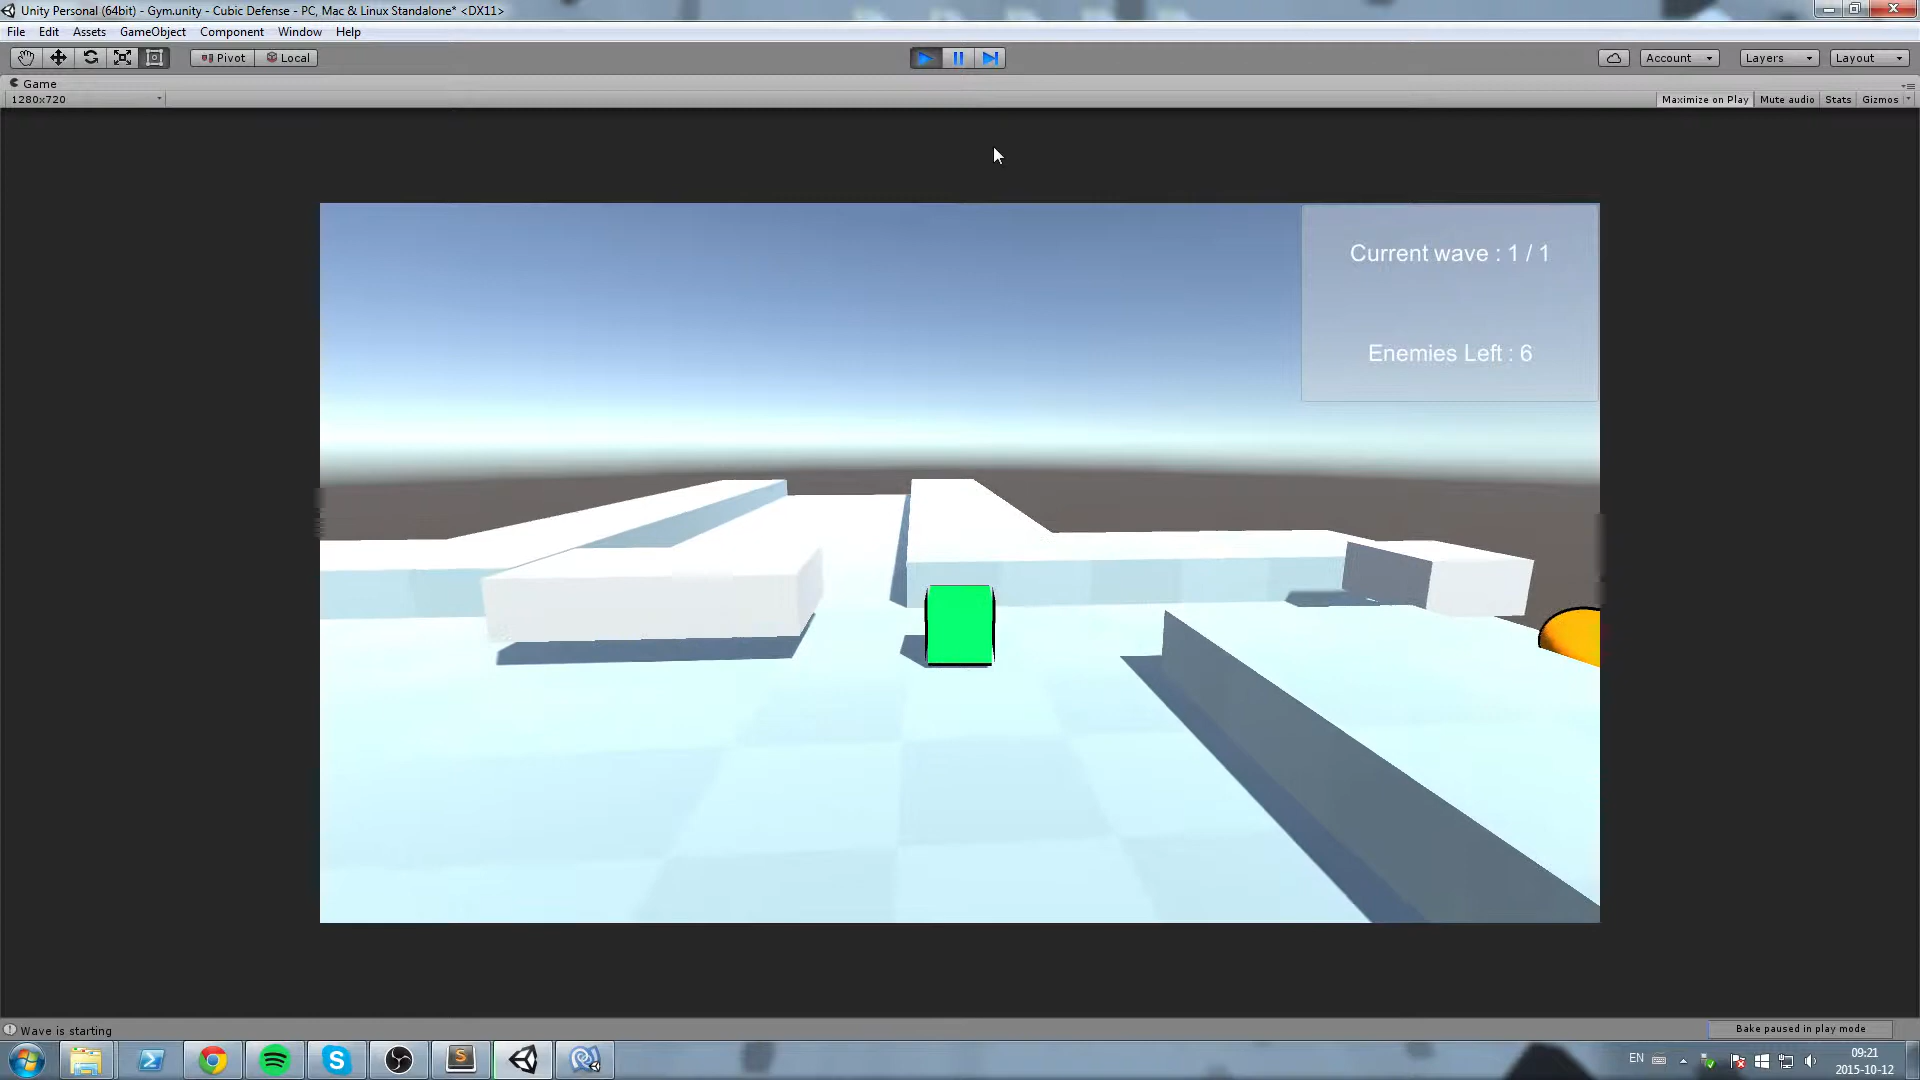 Unity Personal (64bit) - Gym.unity - Cubic Defense - PC, Mac & Linux Standalone* <DX11>
File Edit Assets GameObject Component Window Help
Pivot Local Account Layers Layout
Game
1280x720 Maximize on Play Mute audio Stats Gizmos
Current wave : 1 / 1
Enemies Left : 6
Wave is starting Bake paused in play mode
EN 09:21
2015-10-12